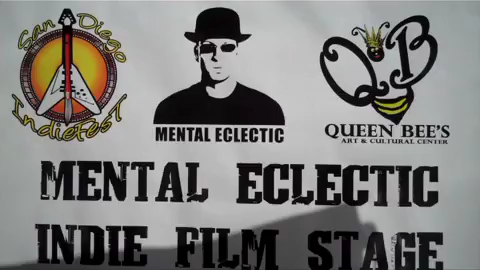 San Diego
IndieFest
MENTAL ECLECTIC
QB
QUEEN BEE'S
ART & CULTURAL CENTER
MENTAL ECLECTIC
INDIE FILM STAGE